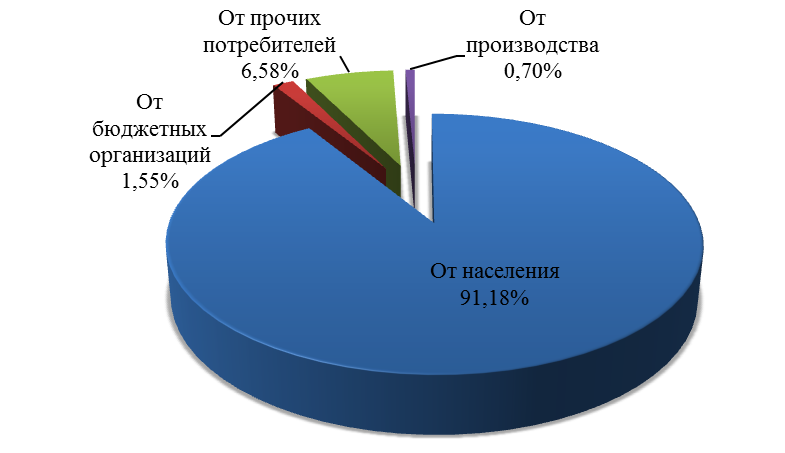 От прочих
потребителей
6,58%
От
производства
0,70%
От
бюджетных
организаций
1,55%
От населения
91,18%